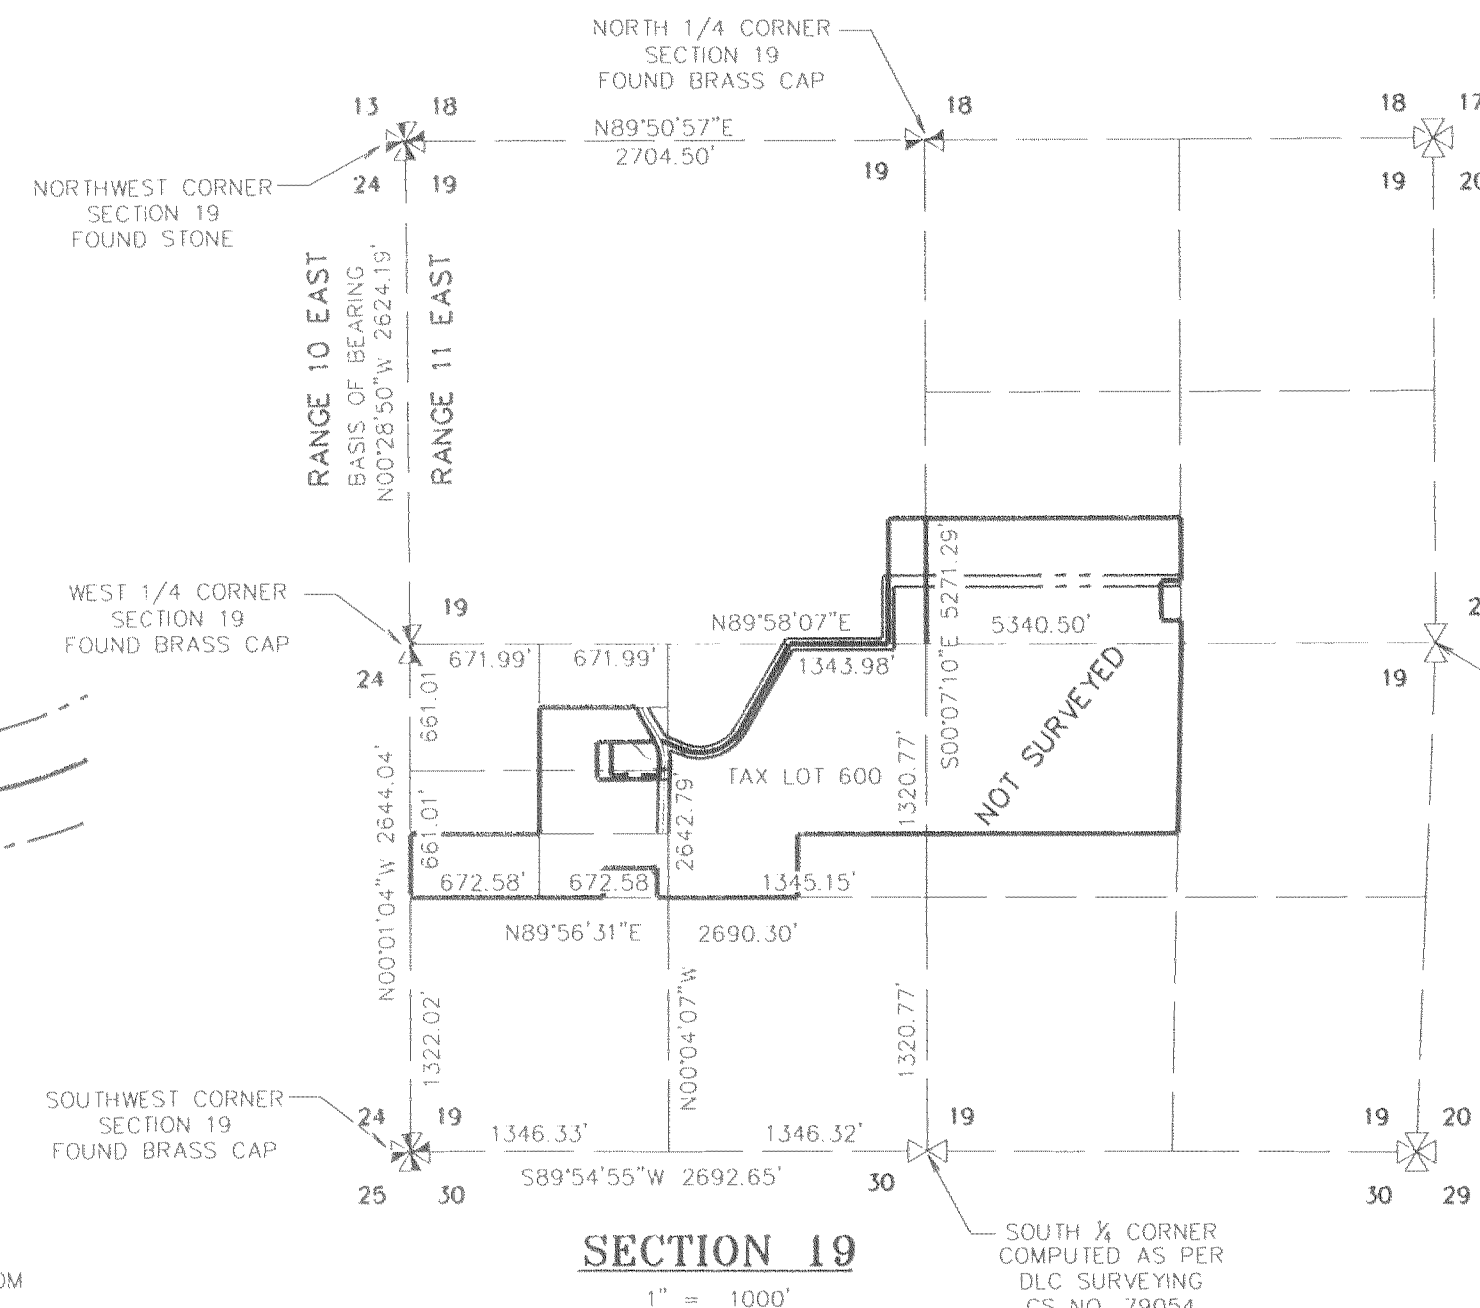 NORTH 1/4 CORNER
SECTION 19
FOUND BRASS CAP
13 18
18
18 17
N89°50'57"E
2704.50'
24 19
19
19 20
NORTHWEST CORNER
SECTION 19
FOUND STONE
RANGE 10 EAST
BASIS OF BEARING
N00°28'50"W 2624.19'
RANGE 11 EAST
WEST 1/4 CORNER
SECTION 19
FOUND BRASS CAP
19
24
N89°58'07"E
5340.50'
S00°07'10"E 5271.29'
671.99'
671.99'
1343.98'
19
661.01
661.01'
N00°01'04"W 2644.04'
TAX LOT 600
2642.79'
1320.77'
NOT SURVEYED
672.58'
672.58
1345.15'
N89°56'31"E
2690.30'
1322.02'
N00°04'07"W
1320.77'
SOUTHWEST CORNER
SECTION 19
FOUND BRASS CAP
24 19
19
19 20
1346.33'
1346.32'
S89°54'55"W 2692.65'
25 30
30
30 29
SECTION 19
1" = 1000'
SOUTH ¼ CORNER
COMPUTED AS PER
DLC SURVEYING
CS NO. 79054